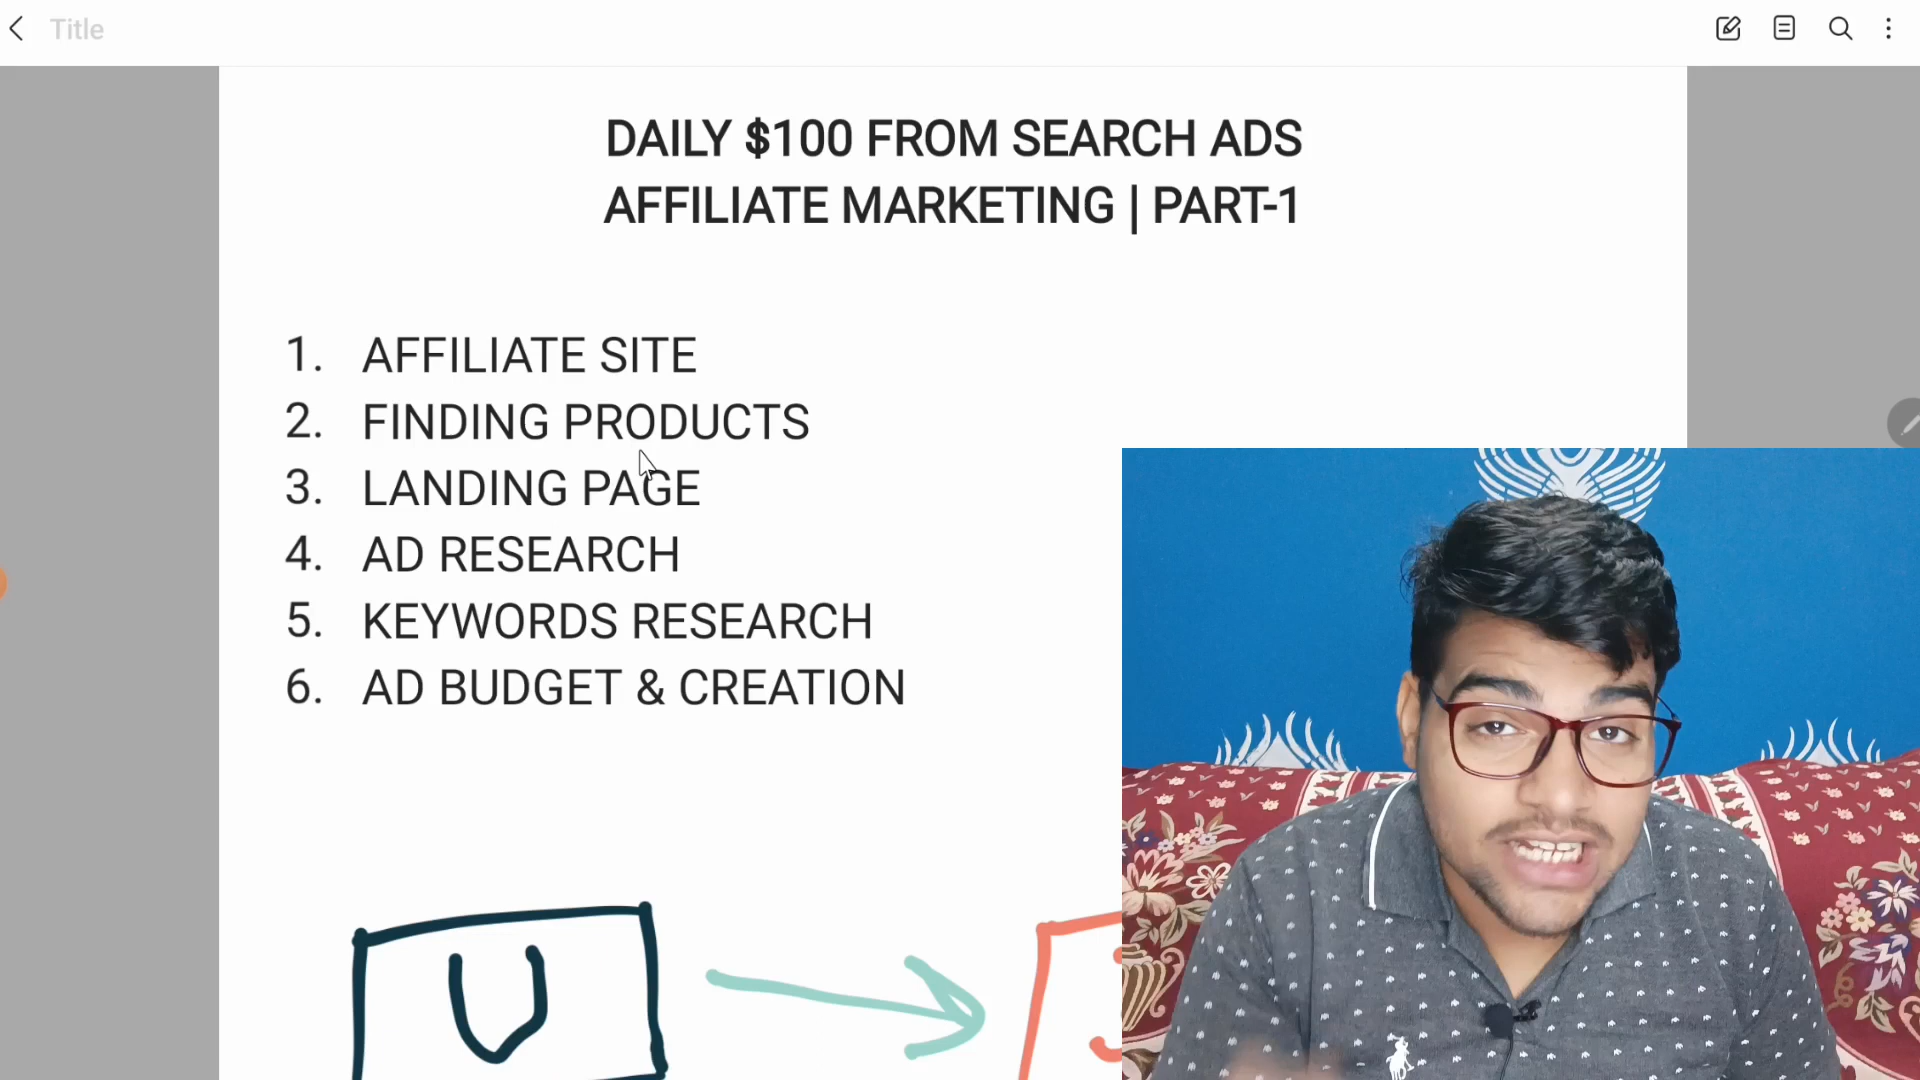 Title
DAILY $100 FROM SEARCH ADS
AFFILIATE MARKETING | PART-1
1. AFFILIATE SITE
2. FINDING PRODUCTS
3. LANDING PAGE
4. AD RESEARCH
5. KEYWORDS RESEARCH
6. AD BUDGET & CREATION
U